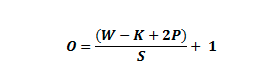 O = (W − K + 2P) / S + 1